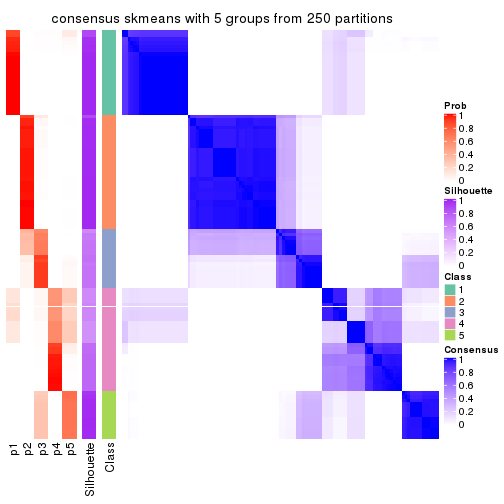 consensus skmeans with 5 groups from 250 partitions
p1
p2
p3
p4
p5
Silhouette
Class
Prob
1
0.8
0.6
0.4
0.2
0
Silhouette
1
0.8
0.6
0.4
0.2
0
Class
1
2
3
4
5
Consensus
1
0.8
0.6
0.4
0.2
0